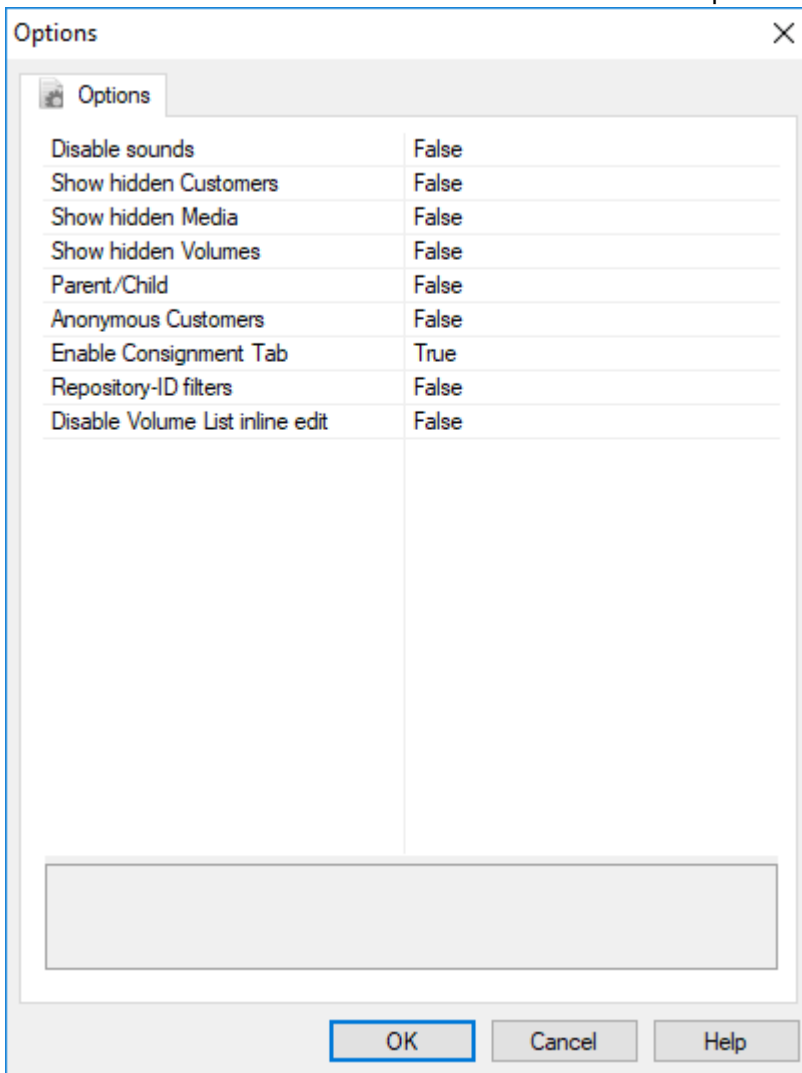 Options
Options
Disable sounds False
Show hidden Customers False
Show hidden Media False
Show hidden Volumes False
Parent/Child False
Anonymous Customers False
Enable Consignment Tab True
Repository-ID filters False
Disable Volume List inline edit False
OK Cancel Help